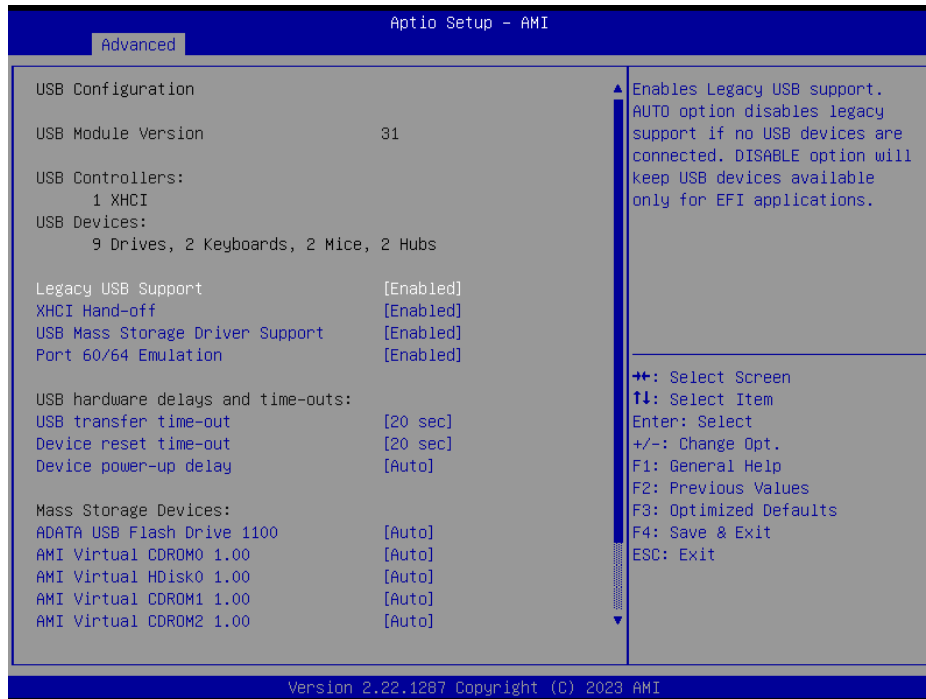 Aptio Setup - AMI
Advanced
USB Configuration
USB Module Version 31
USB Controllers:
1 XHCI
USB Devices:
9 Drives, 2 Keyboards, 2 Mice, 2 Hubs
Legacy USB Support [Enabled]
XHCI Hand-off [Enabled]
USB Mass Storage Driver Support [Enabled]
Port 60/64 Emulation [Enabled]
USB hardware delays and time-outs:
USB transfer time-out [20 sec]
Device reset time-out [20 sec]
Device power-up delay [Auto]
Mass Storage Devices:
ADATA USB Flash Drive 1100 [Auto]
AMI Virtual CDROM0 1.00 [Auto]
AMI Virtual HDisk0 1.00 [Auto]
AMI Virtual CDROM1 1.00 [Auto]
AMI Virtual CDROM2 1.00 [Auto]
Enables Legacy USB support.
AUTO option disables legacy
support if no USB devices are
connected. DISABLE option will
keep USB devices available
only for EFI applications.
→←: Select Screen
↑↓: Select Item
Enter: Select
+/-: Change Opt.
F1: General Help
F2: Previous Values
F3: Optimized Defaults
F4: Save & Exit
ESC: Exit
Version 2.22.1287 Copyright (C) 2023 AMI